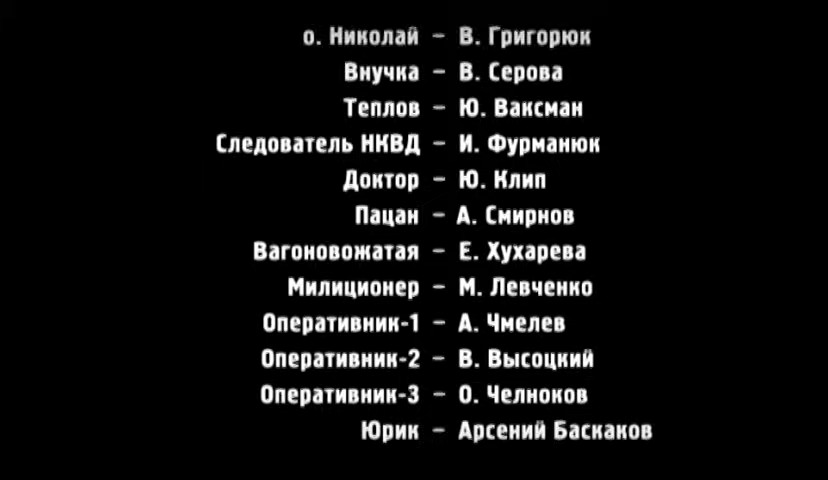 о. Николай – В. Григорюк
Внучка – В. Серова
Теплов – Ю. Ваксман
Следователь НКВД – И. Фурманюк
Доктор – Ю. Клип
Пацан – А. Смирнов
Вагоновожатая – Е. Хухарева
Милиционер – М. Левченко
Оперативник-1 – А. Чмелев
Оперативник-2 – В. Высоцкий
Оперативник-3 – О. Челноков
Юрик – Арсений Баскаков